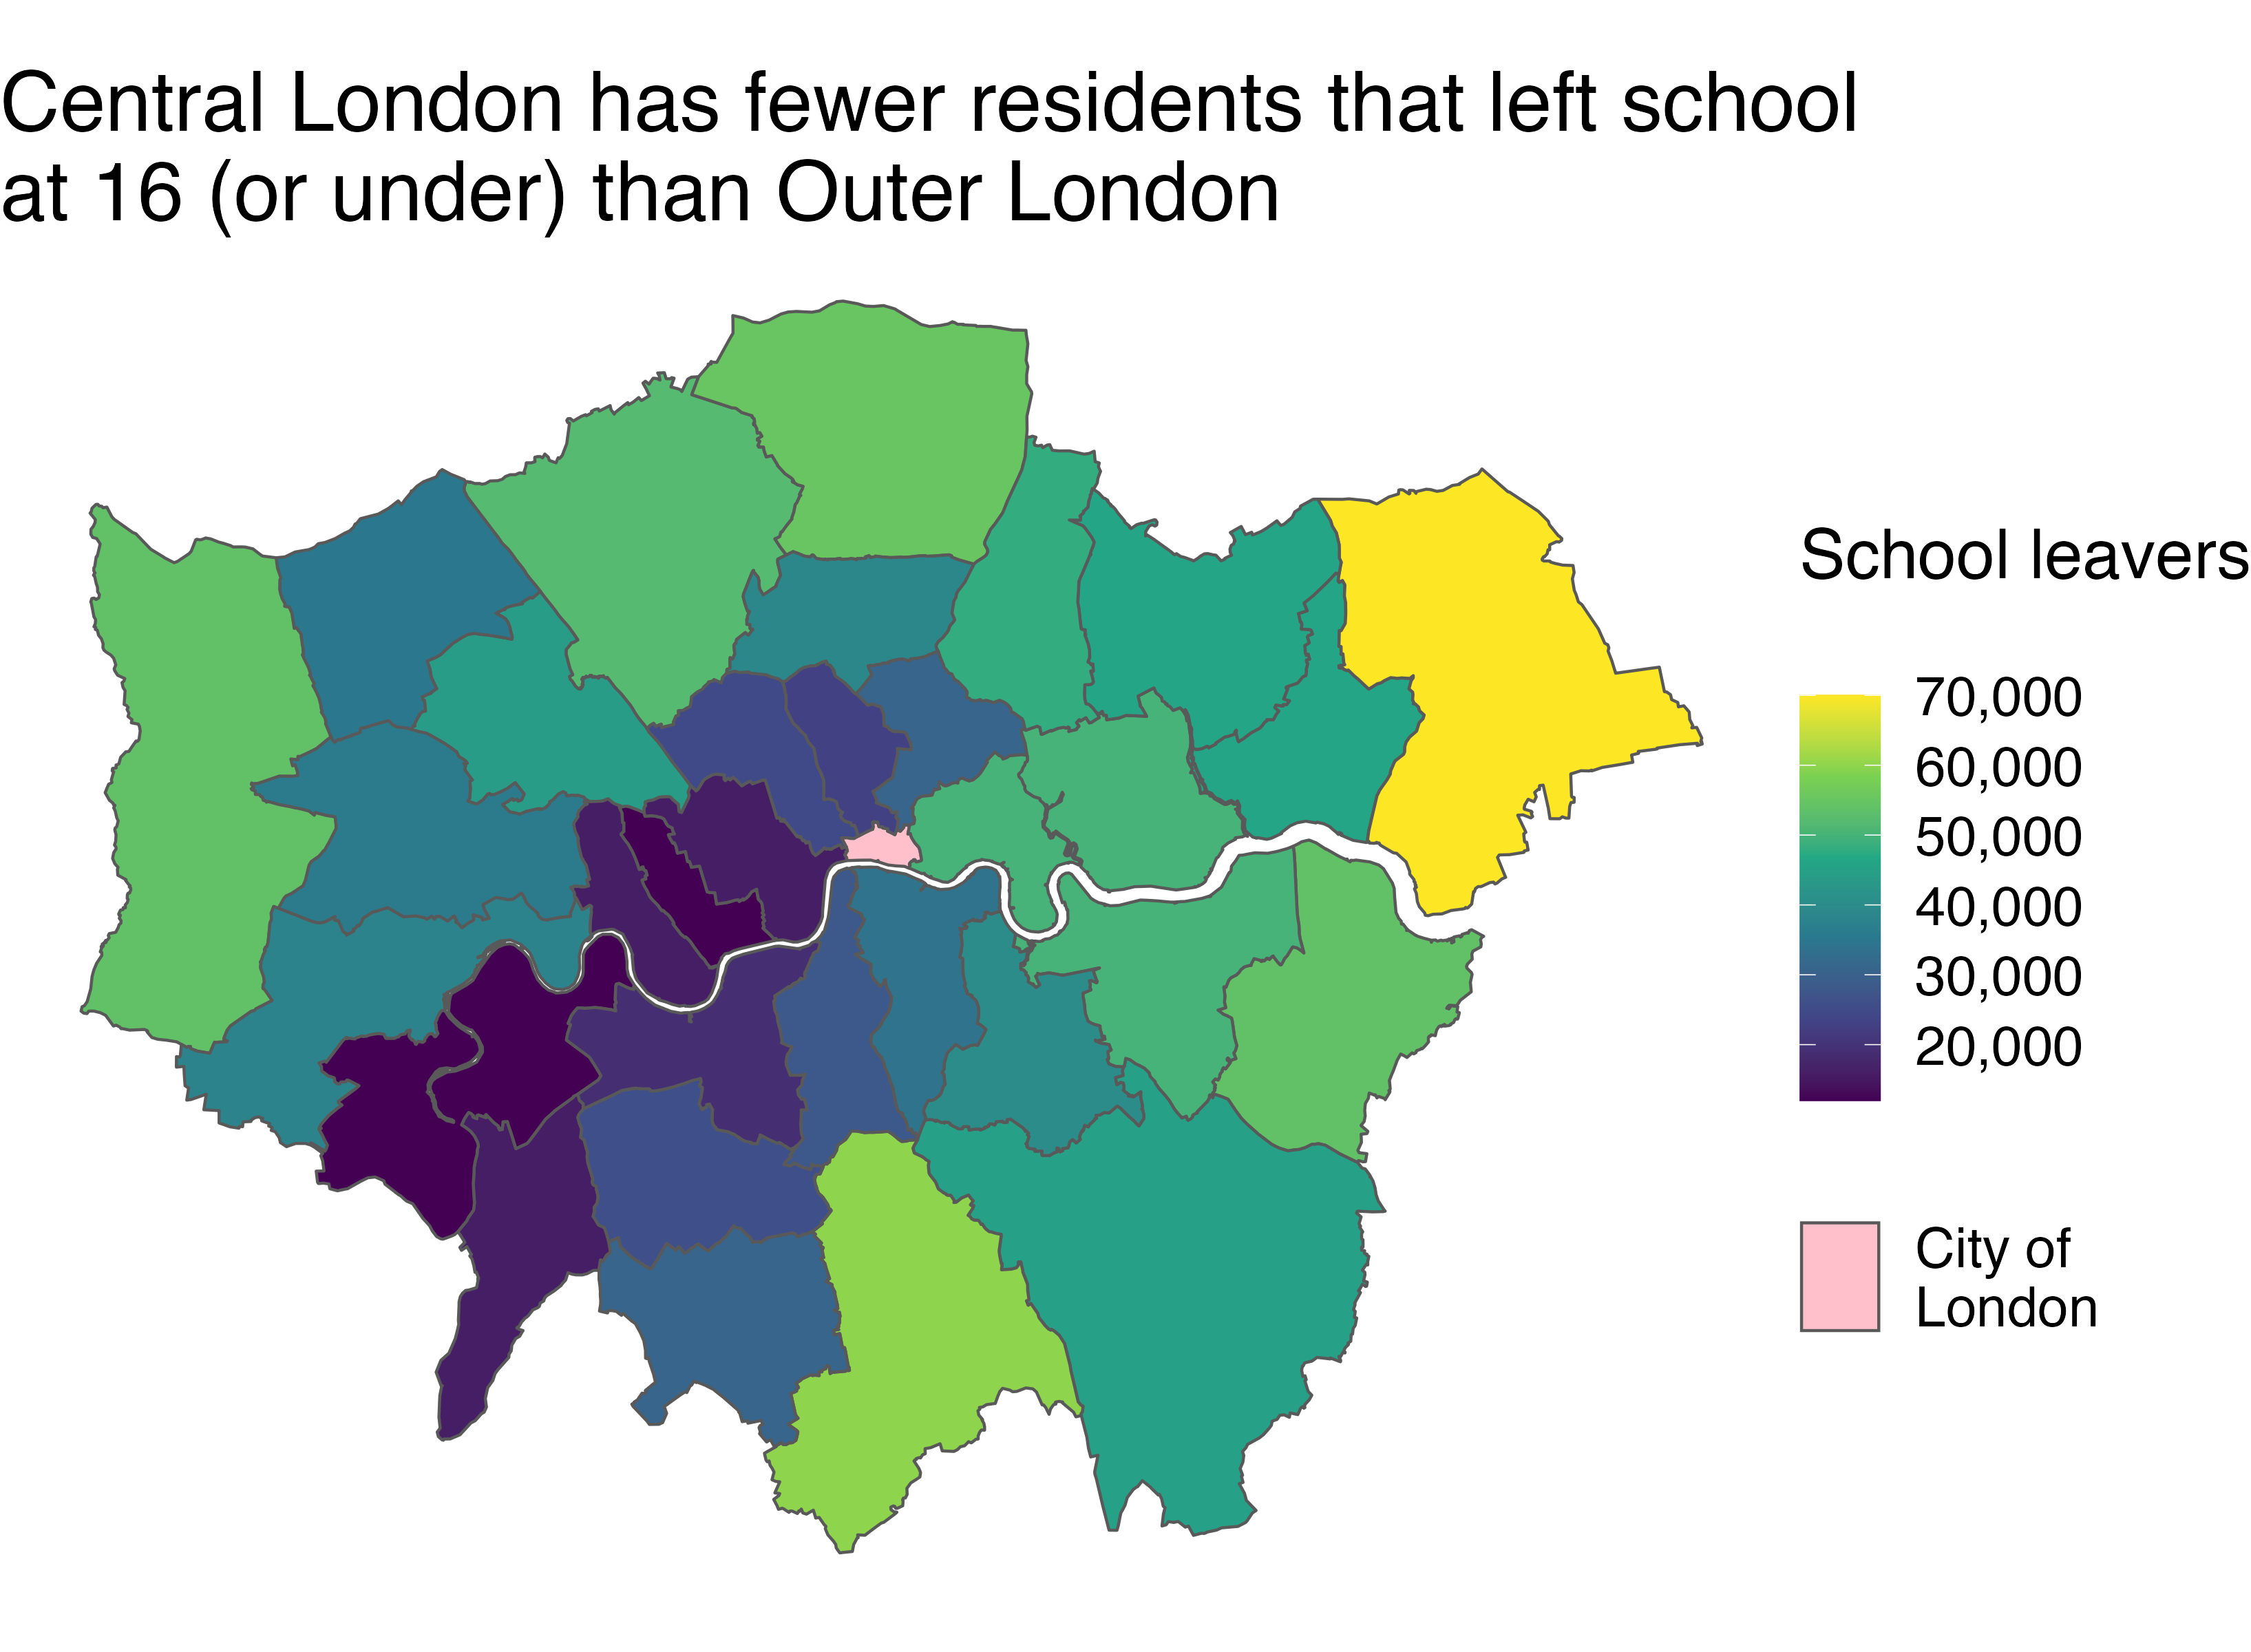 Central London has fewer residents that left school
at 16 (or under) than Outer London
School leavers
70,000
60,000
50,000
40,000
30,000
20,000
City of
London